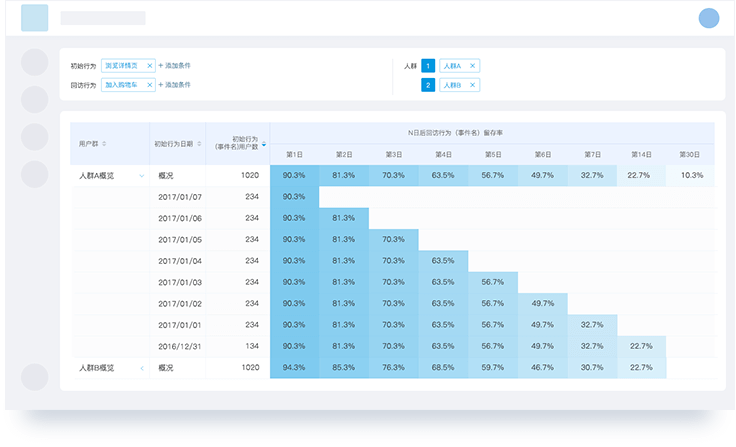 初始行为 浏览详情页 × + 添加条件 人群 1 人群A ×
回访行为 加入购物车 × + 添加条件 2 人群B ×
用户群 初始行为日期 初始行为 (事件名)用户数 N日后回访行为（事件名）留存率
第1日 第2日 第3日 第4日 第5日 第6日 第7日 第14日 第30日
人群A概览 概况 1020 90.3% 81.3% 70.3% 63.5% 56.7% 49.7% 32.7% 22.7% 10.3%
2017/01/07 234 90.3%
2017/01/06 234 90.3% 81.3%
2017/01/05 234 90.3% 81.3% 70.3%
2017/01/04 234 90.3% 81.3% 70.3% 63.5%
2017/01/03 234 90.3% 81.3% 70.3% 63.5% 56.7%
2017/01/02 234 90.3% 81.3% 70.3% 63.5% 56.7% 49.7%
2017/01/01 234 90.3% 81.3% 70.3% 63.5% 56.7% 49.7% 32.7%
2016/12/31 134 90.3% 81.3% 70.3% 63.5% 56.7% 49.7% 32.7% 22.7%
人群B概览 概况 1020 94.3% 85.3% 76.3% 68.5% 59.7% 46.7% 30.7% 22.7%